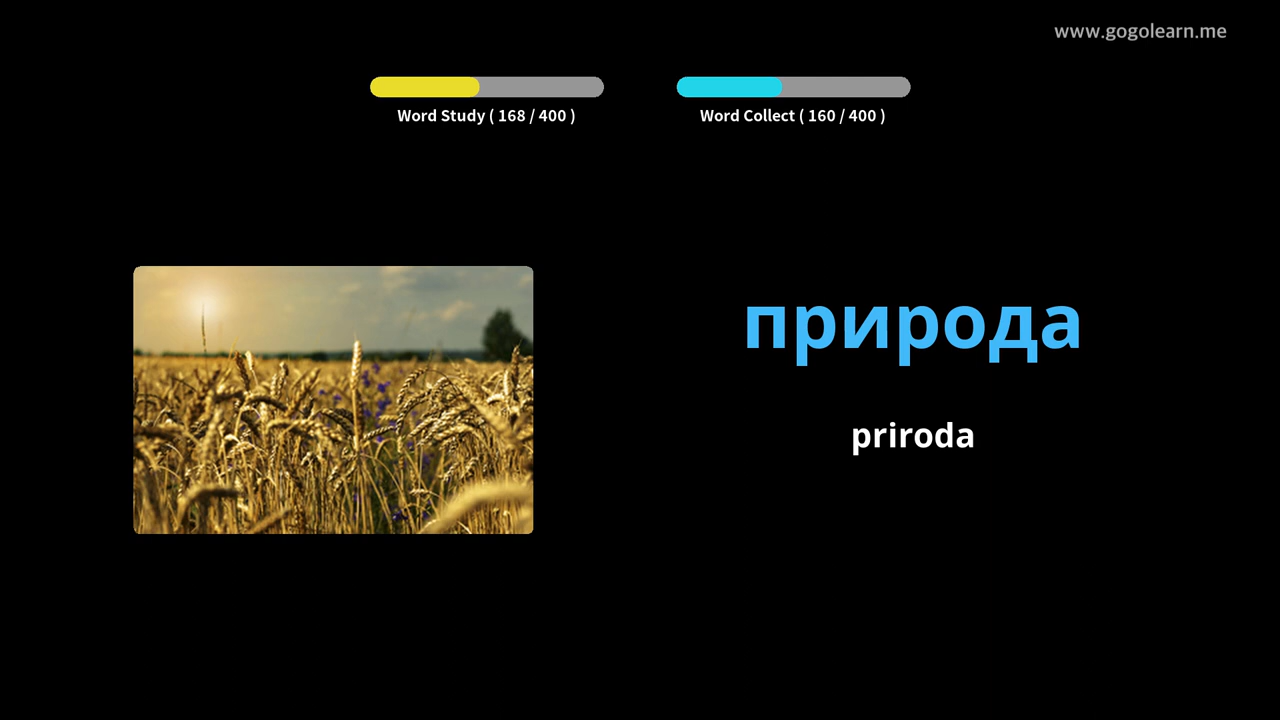 www.gogolearn.me
Word Study ( 168 / 400 )
Word Collect ( 160 / 400 )
природа
priroda